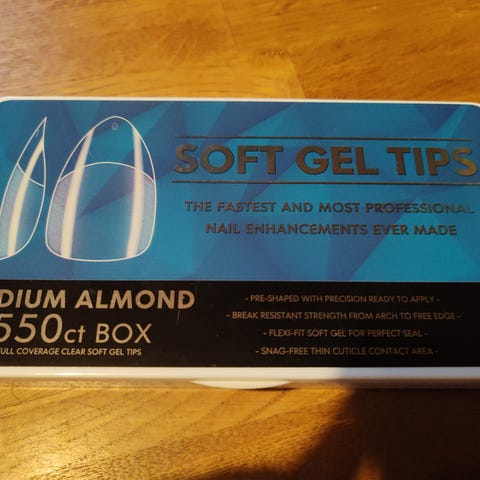 SOFT GEL TIPS
THE FASTEST AND MOST PROFESSIONAL
NAIL ENHANCEMENTS EVER MADE
DIUM ALMOND
550ct BOX
ULL COVERAGE CLEAR SOFT GEL TIPS
- PRE-SHAPED WITH PRECISION READY TO APPLY -
- BREAK RESISTANT STRENGTH FROM ARCH TO FREE EDGE -
- FLEXI-FIT SOFT GEL FOR PERFECT SEAL -
- SNAG-FREE THIN CUTICLE CONTACT AREA -
0